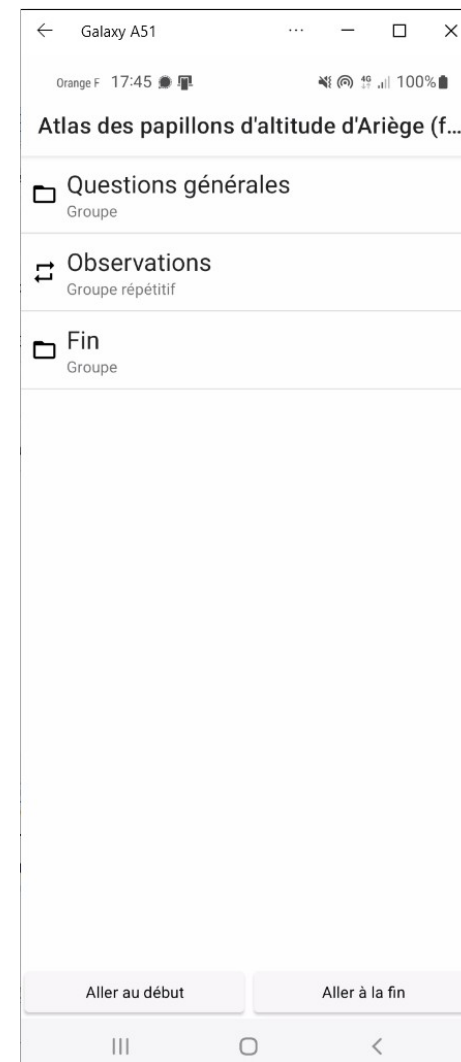 Galaxy A51
Orange F 17:45 4G 100%
Atlas des papillons d'altitude d'Ariège (f...
Questions générales
Groupe
Observations
Groupe répétitif
Fin
Groupe
Aller au début Aller à la fin